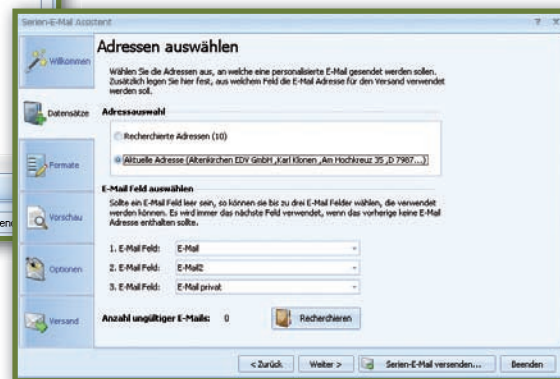 Serien-E-Mail Assistent
Willkommen
Datensätze
Formate
Vorschau
Optionen
Versand
Adressen auswählen
Wählen Sie die Adressen aus, an welche eine personalisierte E-Mail gesendet werden sollen.
Zusätzlich legen Sie hier fest, aus welchem Feld die E-Mail Adresse für den Versand verwendet
werden soll.
Adressauswahl
Recherchierte Adressen (10)
Aktuelle Adresse (Altenkirchen EDV GmbH ,Karl Klonen ,Am Hochkreuz 35 ,D 7987...)
E-Mail Feld auswählen
Sollte ein E-Mail Feld leer sein, so können sie bis zu drei E-Mail Felder wählen, die verwendet
werden können. Es wird immer das nächste Feld verwendet, wenn das vorherige keine E-Mail
Adresse enthalten sollte.
1. E-Mail Feld: E-Mail
2. E-Mail Feld: E-Mail2
3. E-Mail Feld: E-Mail privat
Anzahl ungültiger E-Mails: 0 Recherchieren
< Zurück Weiter > Serien-E-Mail versenden... Beenden